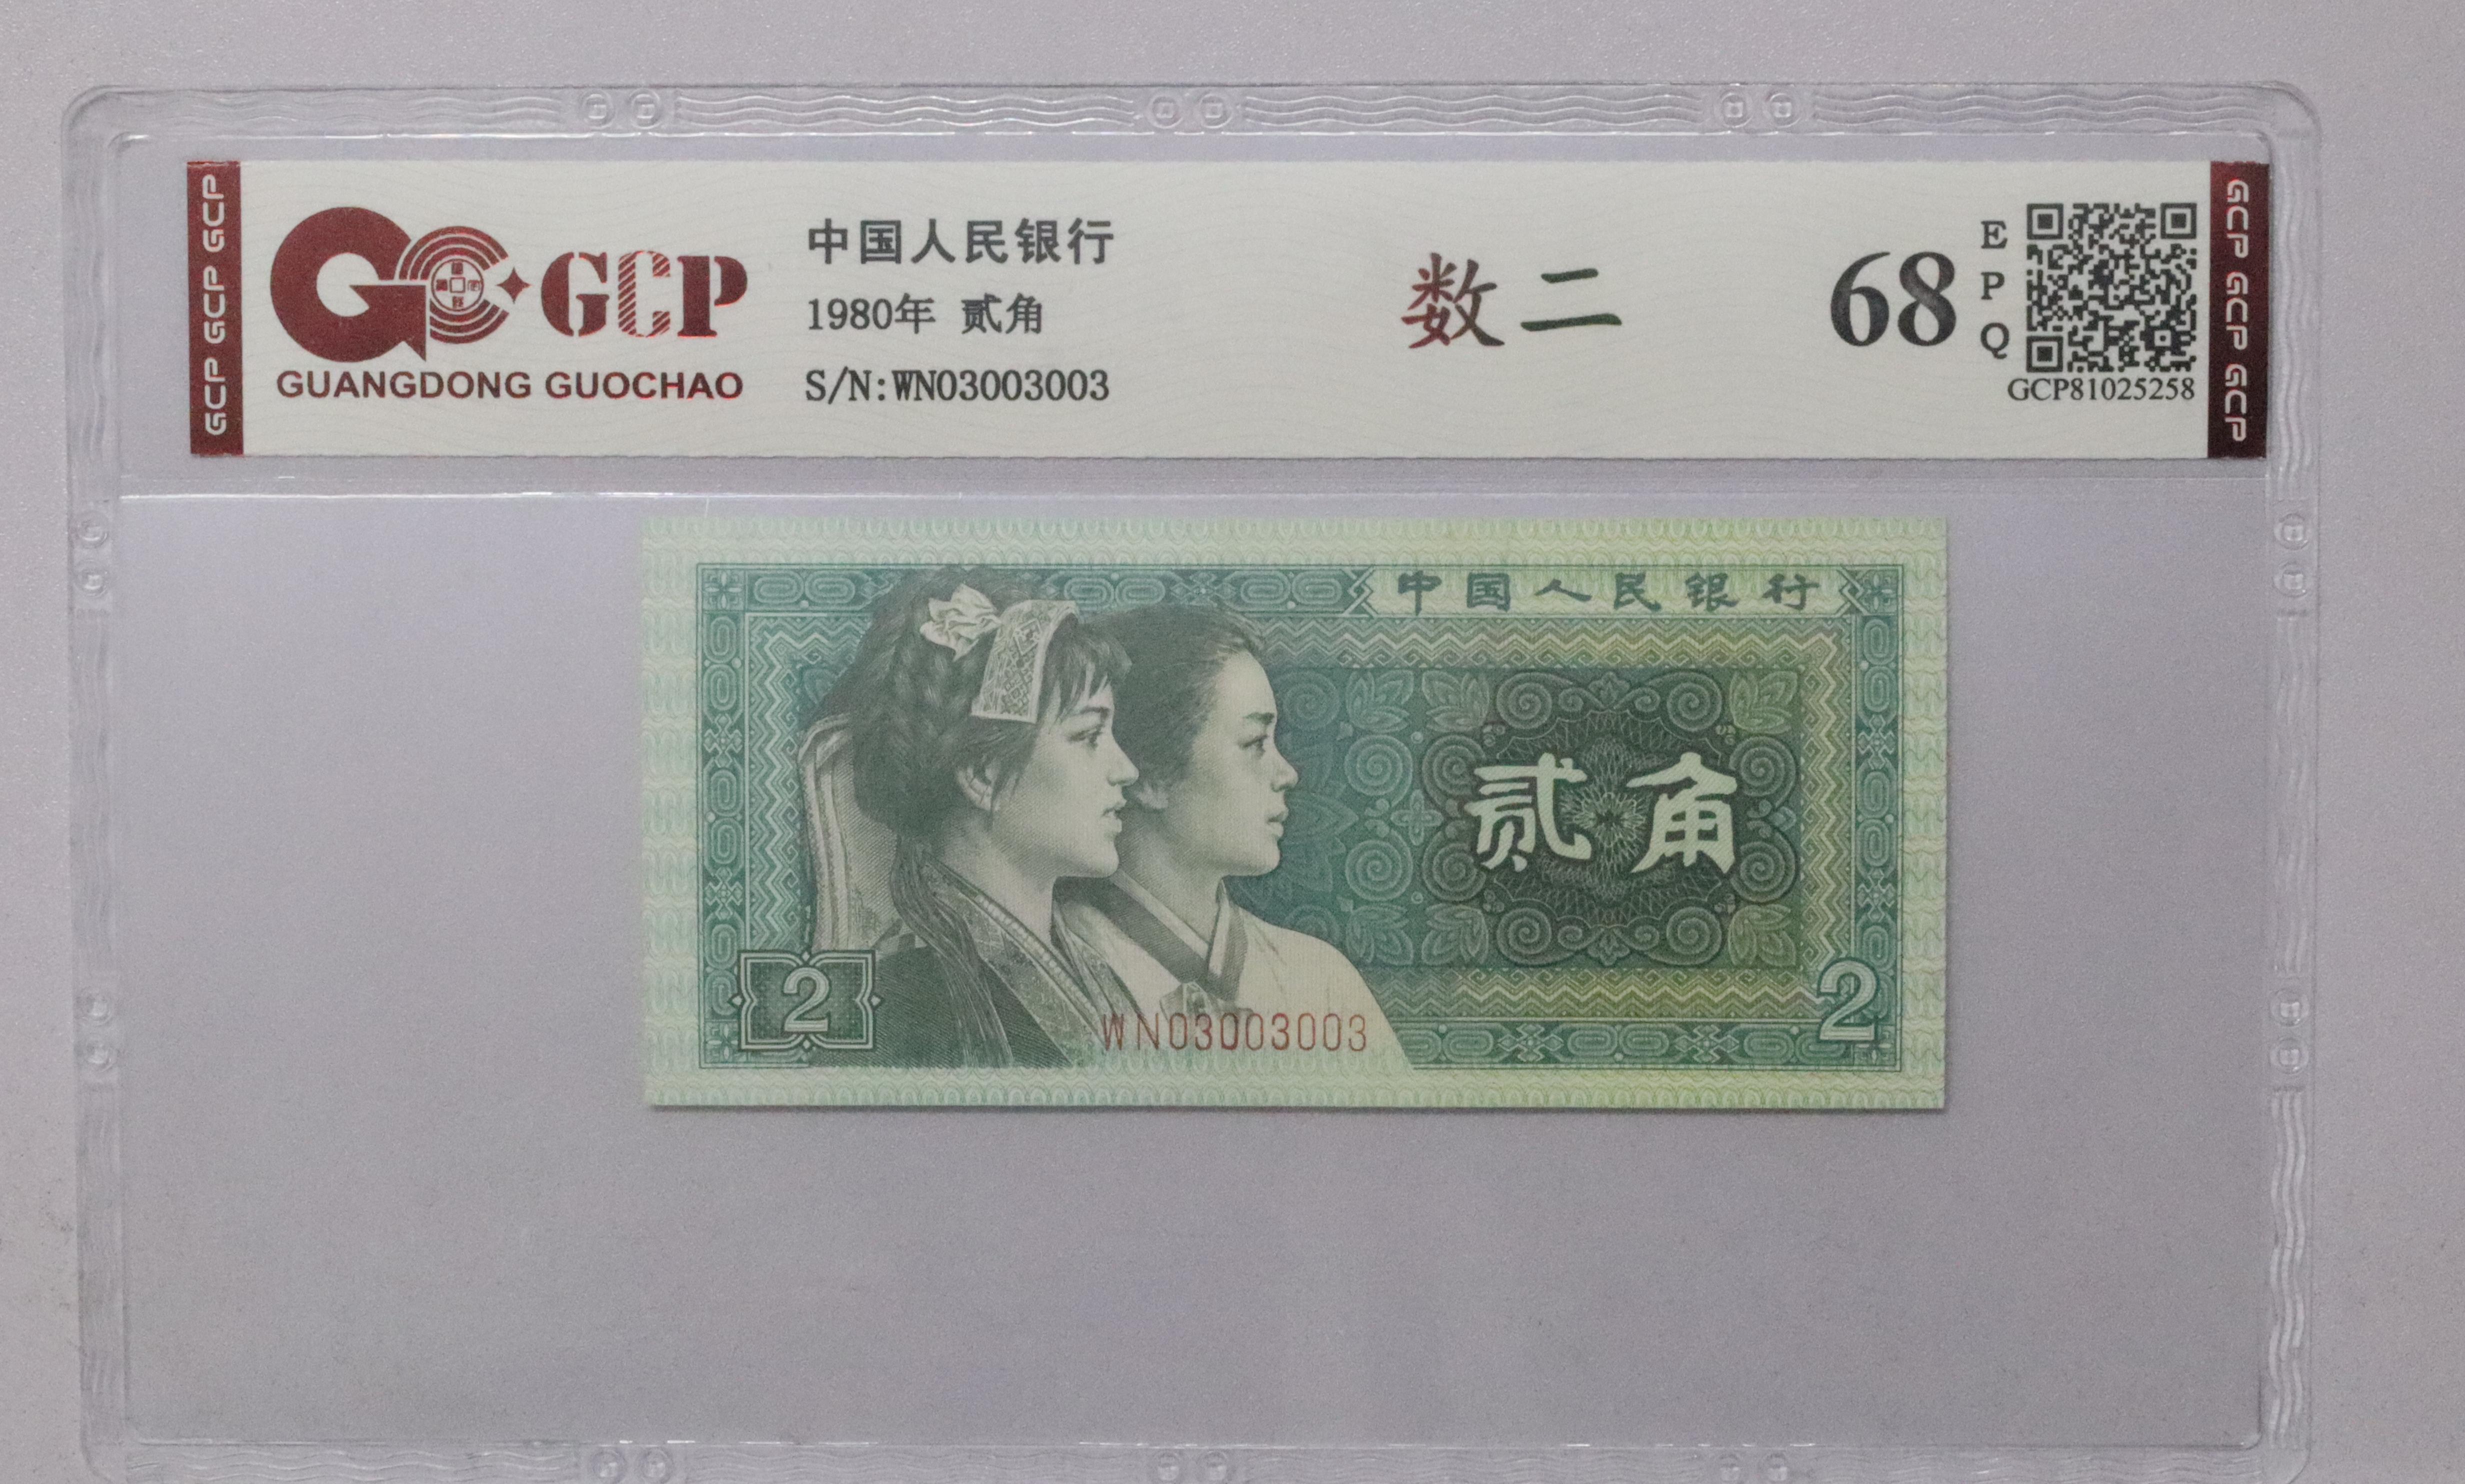 GCP GCP GCP
GCP
GUANGDONG GUOCHAO
中国人民银行
1980年 贰角
S/N:WN03003003
数二
68
EPQ
GCP81025258
GCP GCP GCP
中国人民银行
贰角
2
WN03003003
2